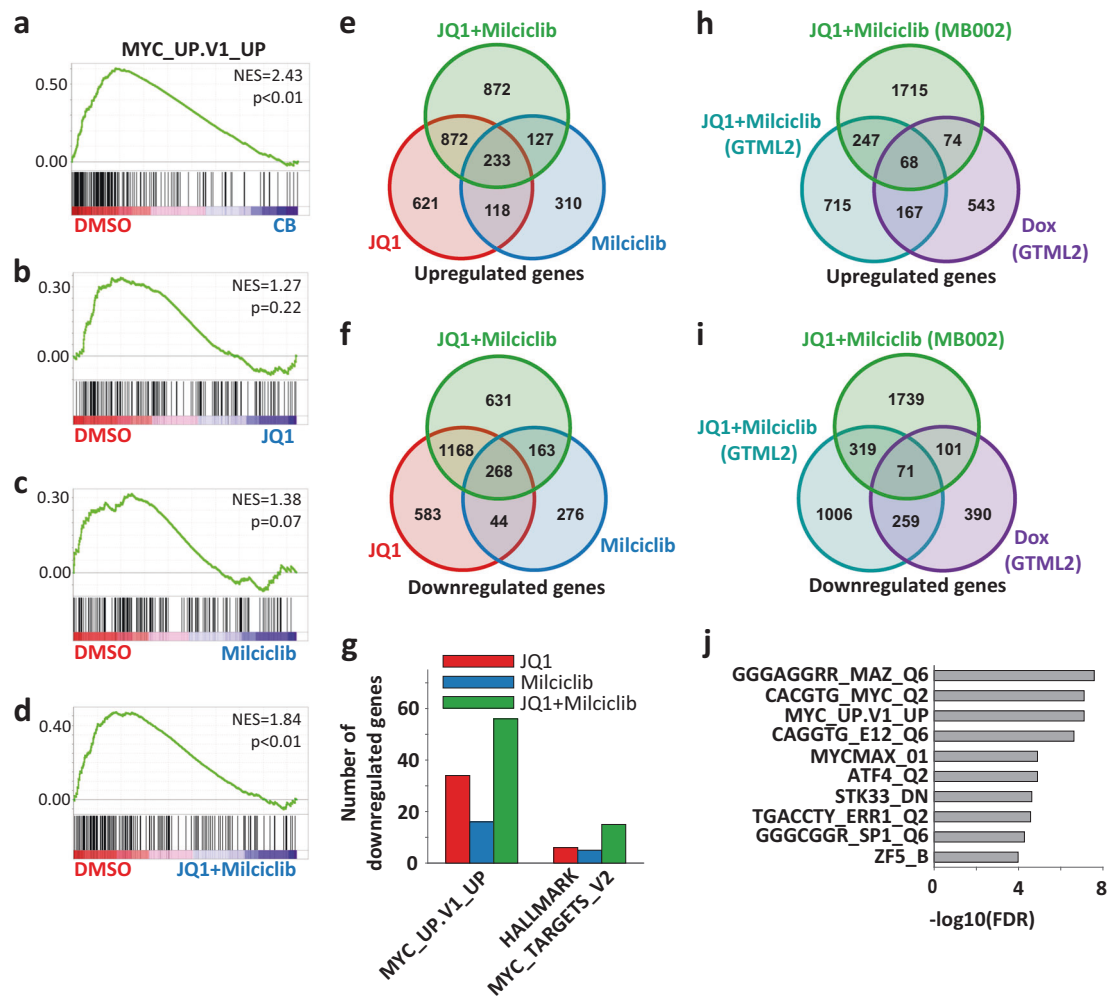 a
MYC_UP.V1_UP
NES=2.43
p<0.01
0.50
0.00
DMSO
CB
b
NES=1.27
p=0.22
0.30
0.00
DMSO
JQ1
c
NES=1.38
p=0.07
0.30
0.00
DMSO
Milciclib
d
NES=1.84
p<0.01
0.40
0.00
DMSO
JQ1+Milciclib
e
JQ1+Milciclib
872
872
127
233
621
118
310
JQ1
Milciclib
Upregulated genes
f
JQ1+Milciclib
631
1168
163
268
583
44
276
JQ1
Milciclib
Downregulated genes
g
JQ1
Milciclib
JQ1+Milciclib
Number of
downregulated genes
60
40
20
0
MYC_UP.V1_UP
HALLMARK
MYC_TARGETS_V2
h
JQ1+Milciclib (MB002)
1715
JQ1+Milciclib
(GTML2)
247
74
68
715
167
543
Dox
(GTML2)
Upregulated genes
i
JQ1+Milciclib (MB002)
1739
JQ1+Milciclib
(GTML2)
319
101
71
1006
259
390
Dox
(GTML2)
Downregulated genes
j
GGGAGGRR_MAZ_Q6
CACGTG_MYC_Q2
MYC_UP.V1_UP
CAGGTG_E12_Q6
MYCMAX_01
ATF4_Q2
STK33_DN
TGACCTY_ERR1_Q2
GGGCGGR_SP1_Q6
ZF5_B
0
4
8
-log10(FDR)